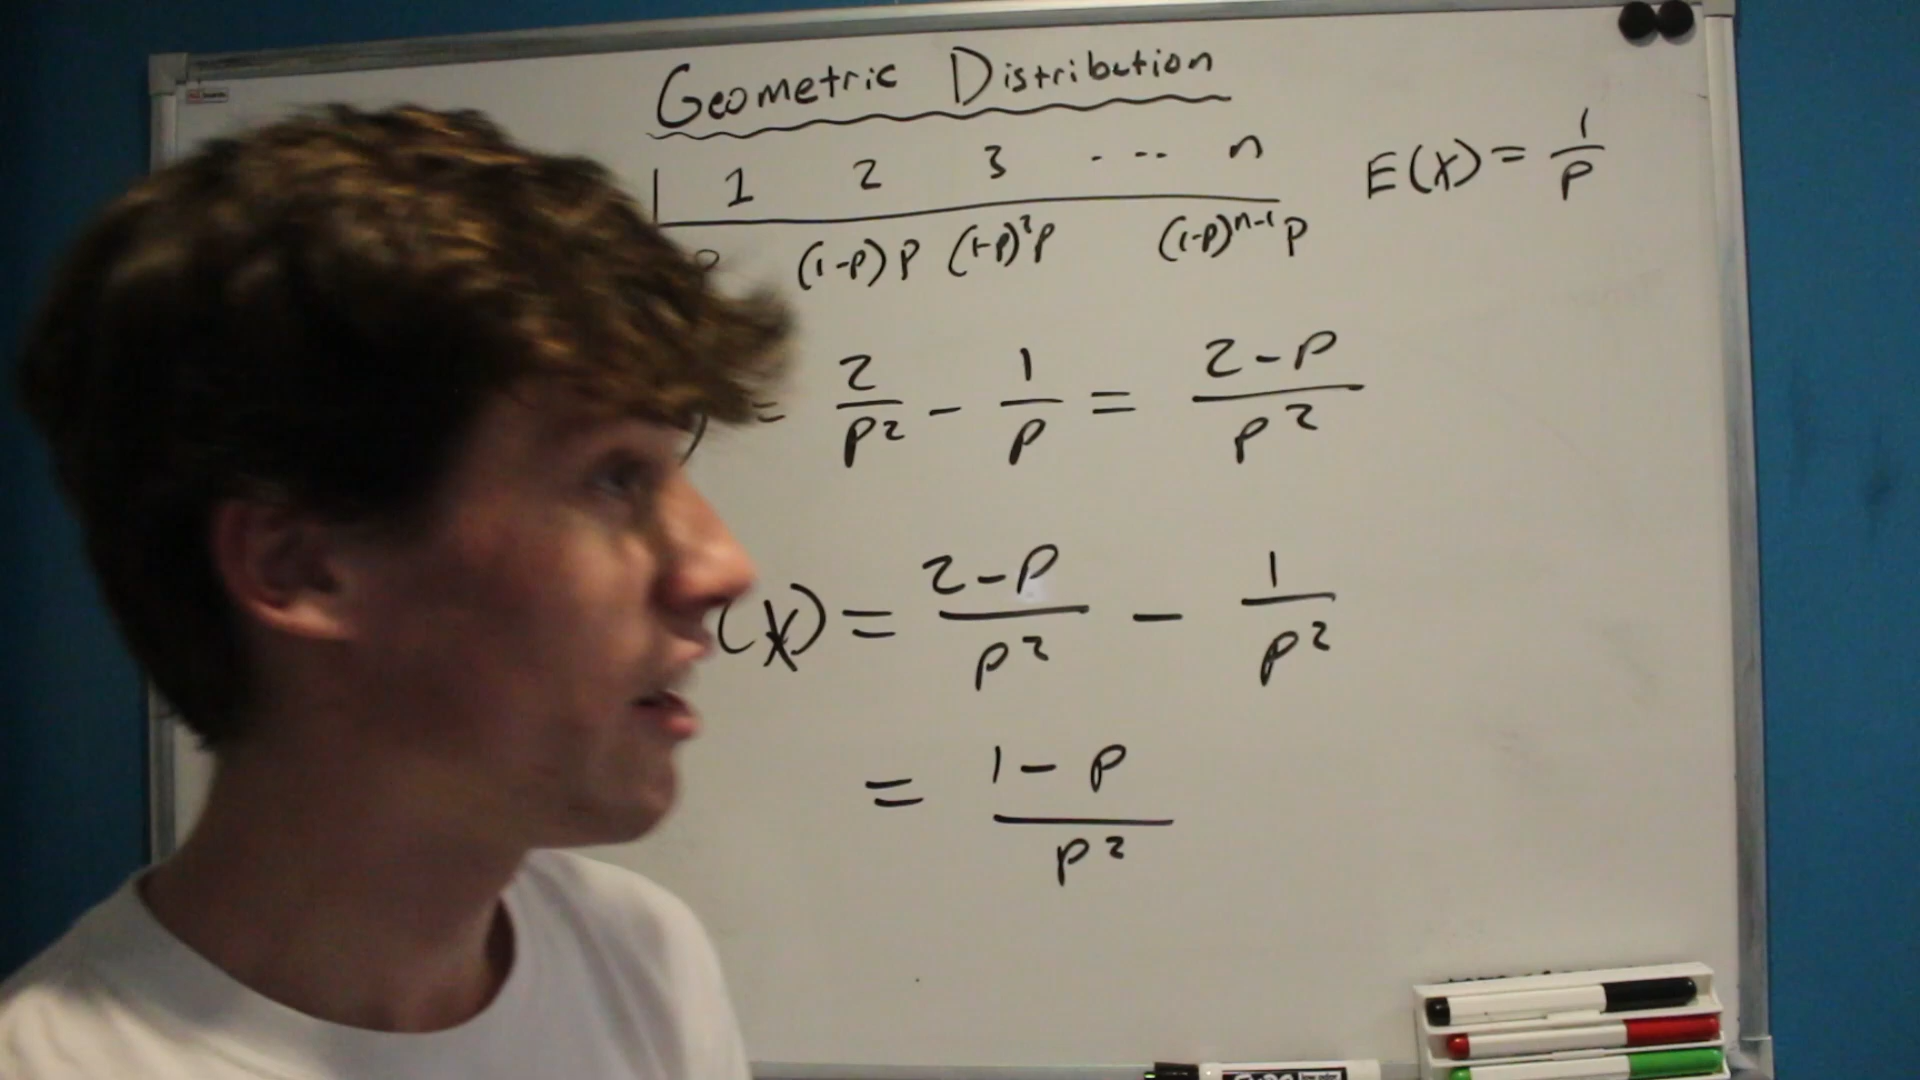 Geometric Distribution
1 2 3 . -- n
p (1-p)p (1-p)²p (1-p)ⁿ⁻¹p
E(X) = 1/p
) = 2/p² - 1/p = 2-p/p²
(X) = 2-p/p² - 1/p²
= 1-p/p²